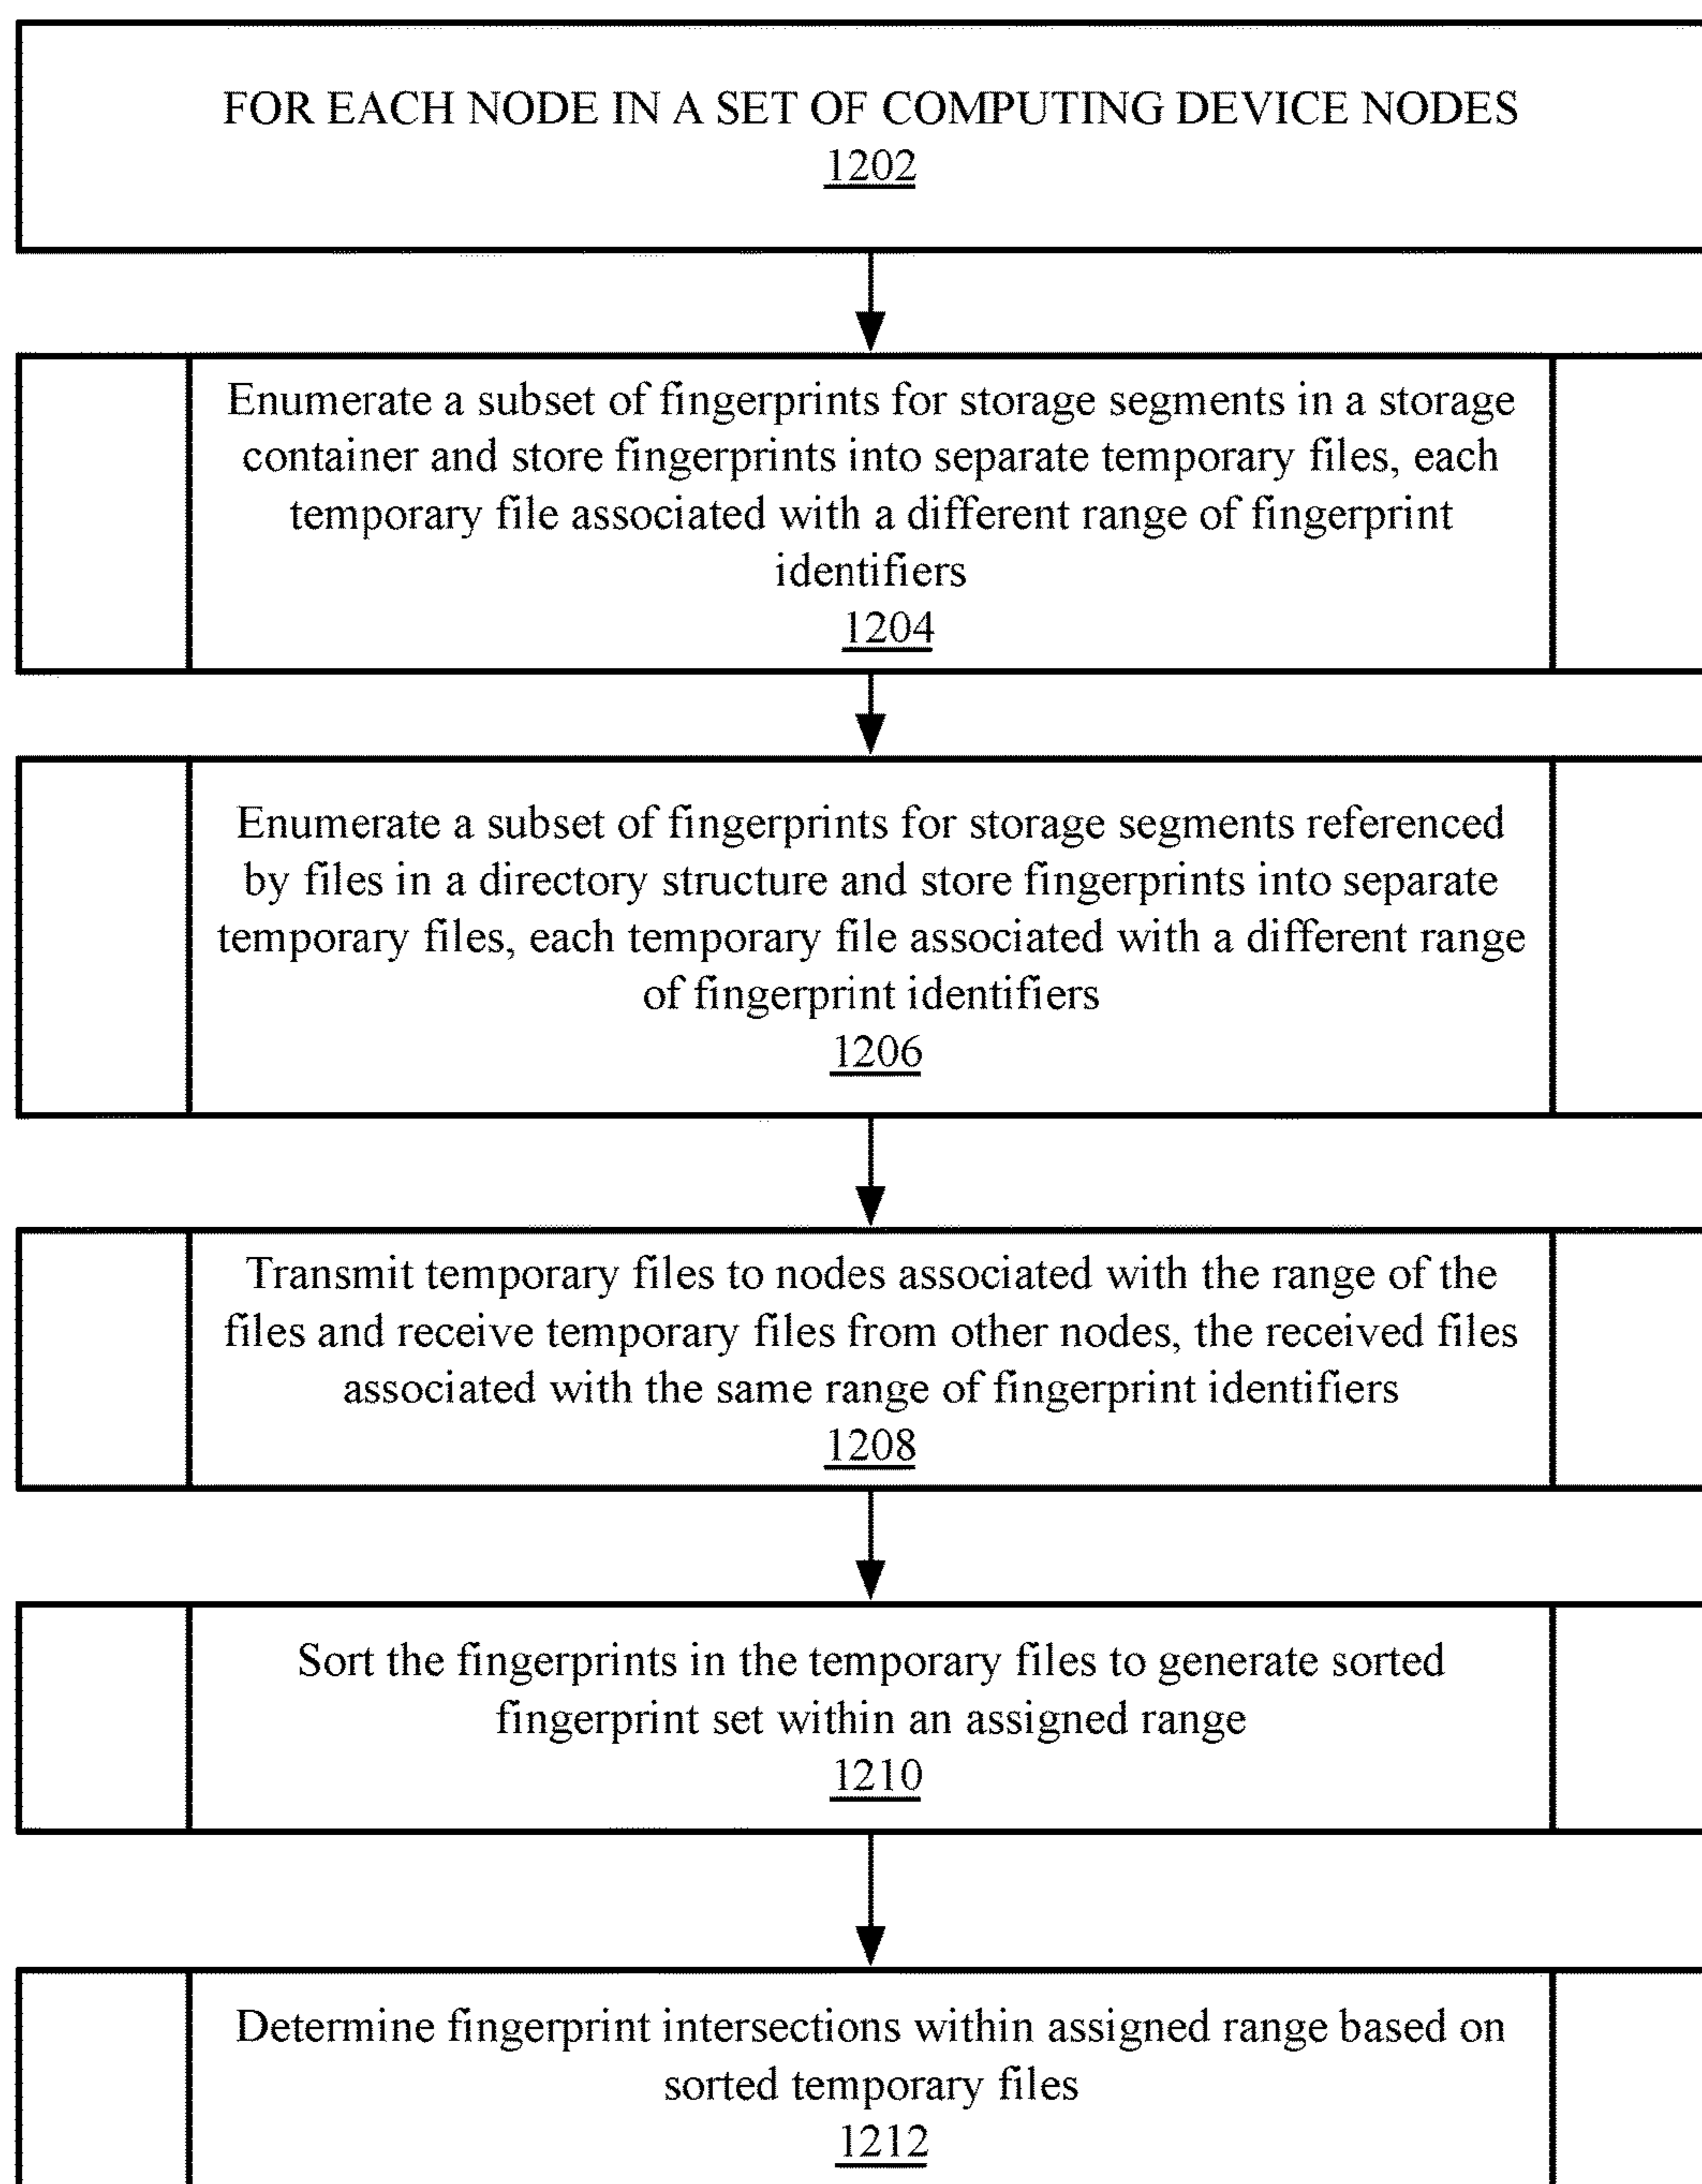 FOR EACH NODE IN A SET OF COMPUTING DEVICE NODES
1202
Enumerate a subset of fingerprints for storage segments in a storage
container and store fingerprints into separate temporary files, each
temporary file associated with a different range of fingerprint
identifiers
1204
Enumerate a subset of fingerprints for storage segments referenced
by files in a directory structure and store fingerprints into separate
temporary files, each temporary file associated with a different range
of fingerprint identifiers
1206
Transmit temporary files to nodes associated with the range of the
files and receive temporary files from other nodes, the received files
associated with the same range of fingerprint identifiers
1208
Sort the fingerprints in the temporary files to generate sorted
fingerprint set within an assigned range
1210
Determine fingerprint intersections within assigned range based on
sorted temporary files
1212